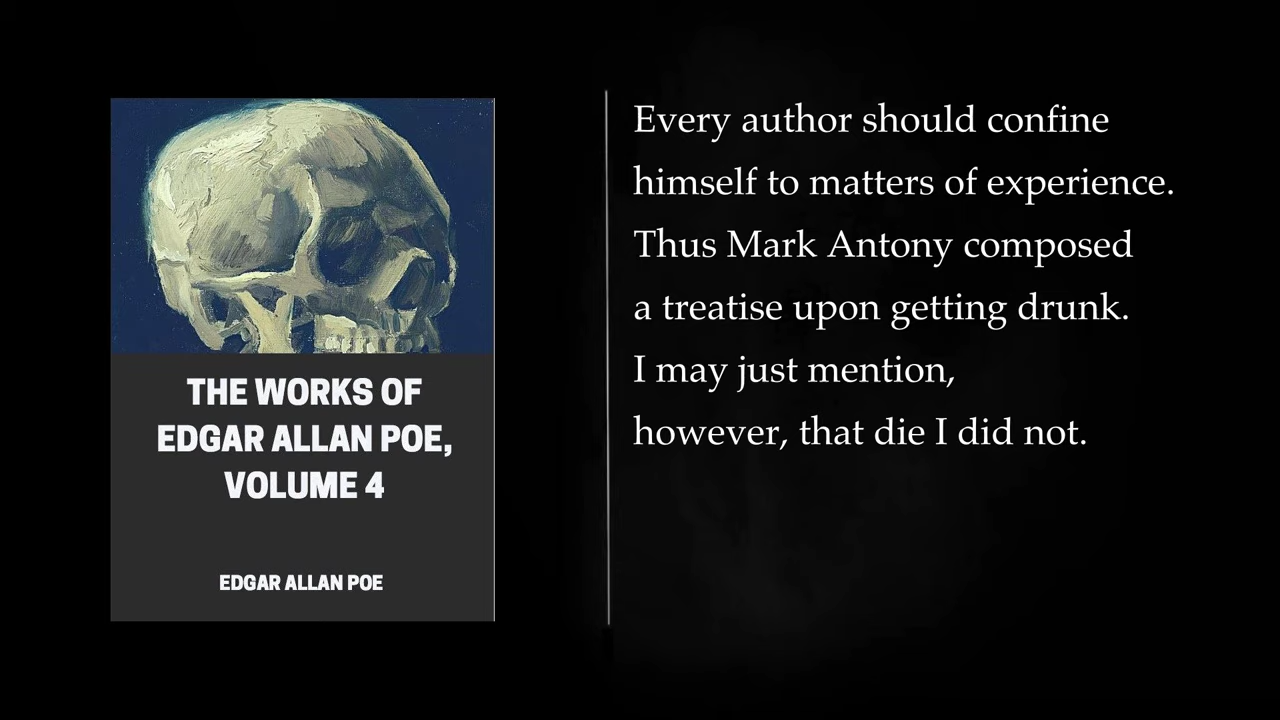 THE WORKS OF
EDGAR ALLAN POE,
VOLUME 4
EDGAR ALLAN POE
Every author should confine
himself to matters of experience.
Thus Mark Antony composed
a treatise upon getting drunk.
I may just mention,
however, that die I did not.